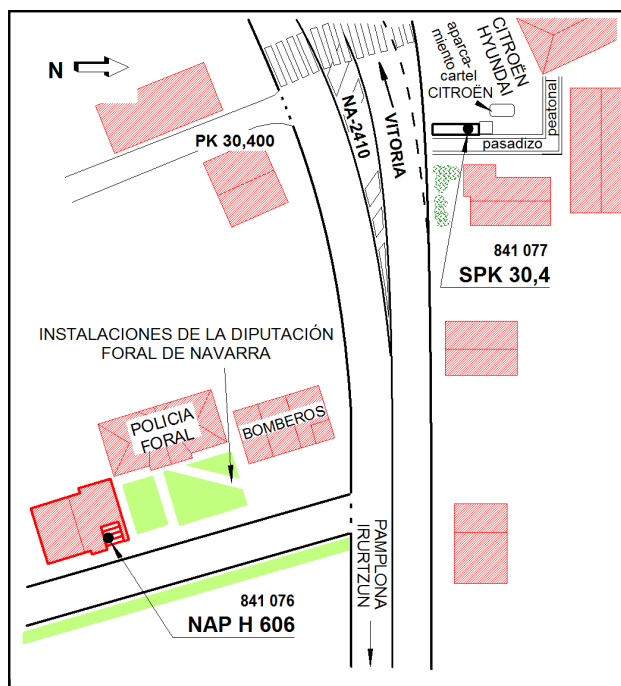 N
aparca-
miento
CITROËN
HYUNDAI
cartel
CITROËN
peatonal
pasadizo
NA-2410
VITORIA
PK 30,400
841 077
SPK 30,4
INSTALACIONES DE LA DIPUTACIÓN
FORAL DE NAVARRA
POLICIA
FORAL
BOMBEROS
PAMPLONA
IRURTZUN
841 076
NAP H 606